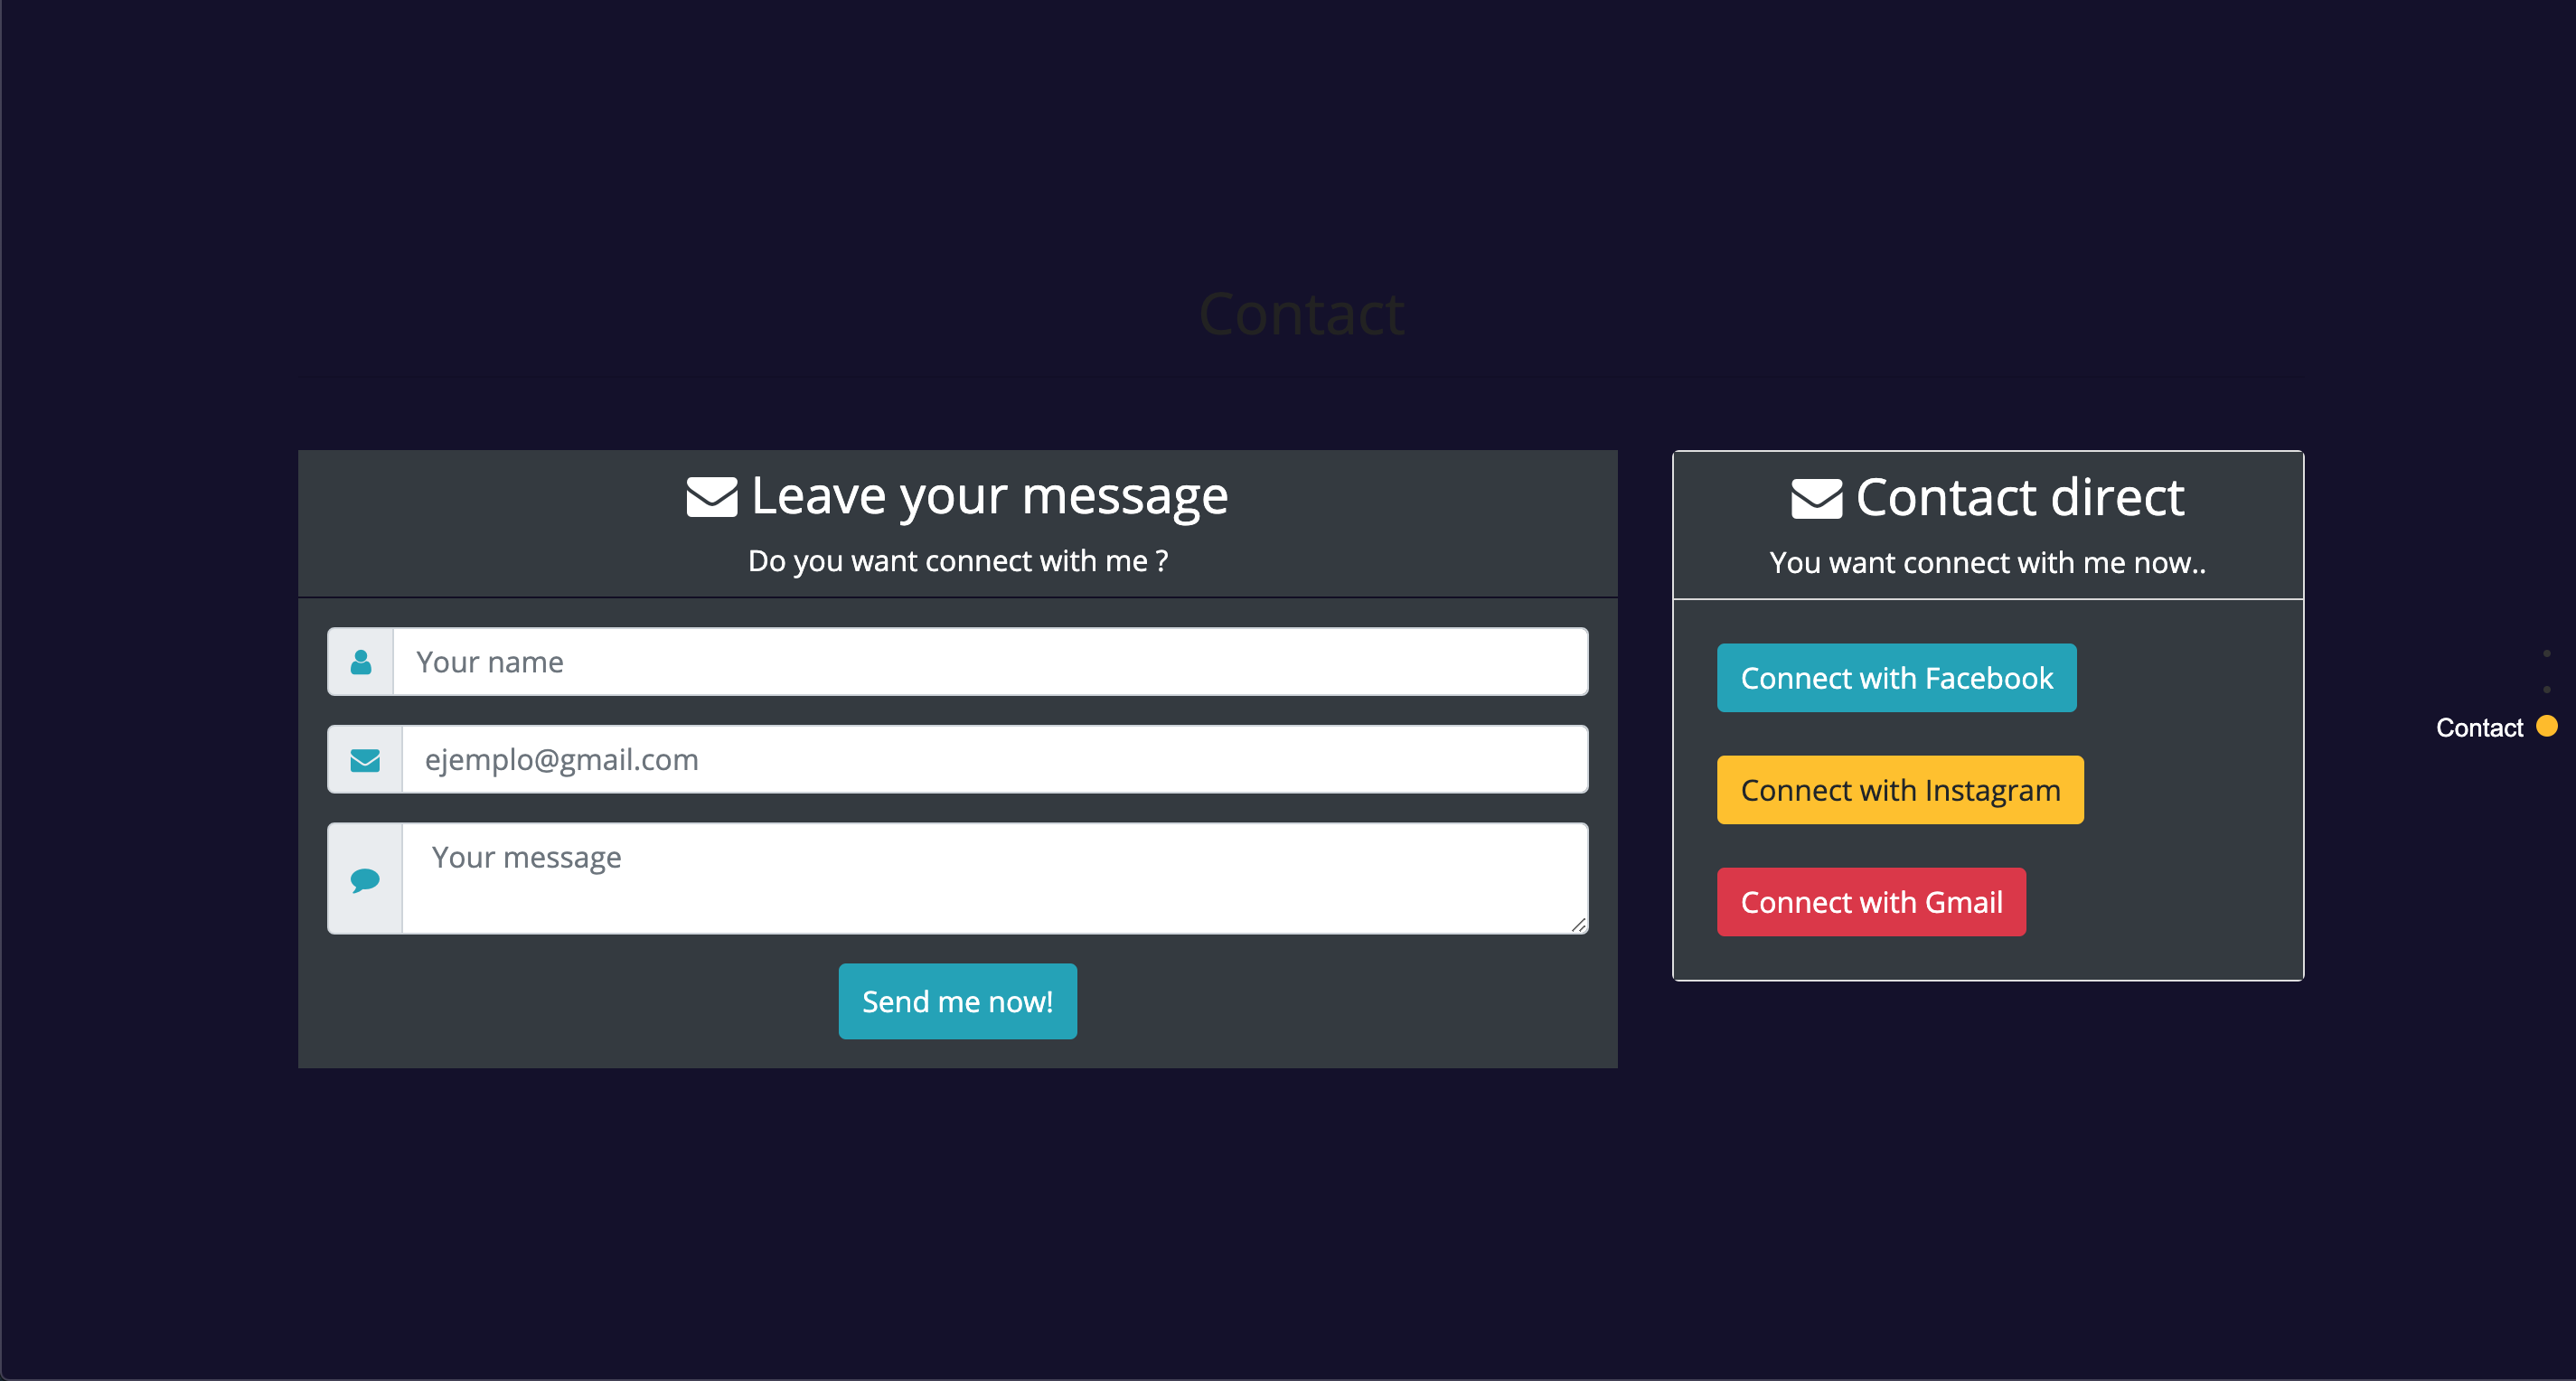 Contact
Leave your message
Do you want connect with me ?
Your name
ejemplo@gmail.com
Your message
Send me now!
Contact direct
You want connect with me now..
Connect with Facebook
Connect with Instagram
Connect with Gmail
Contact